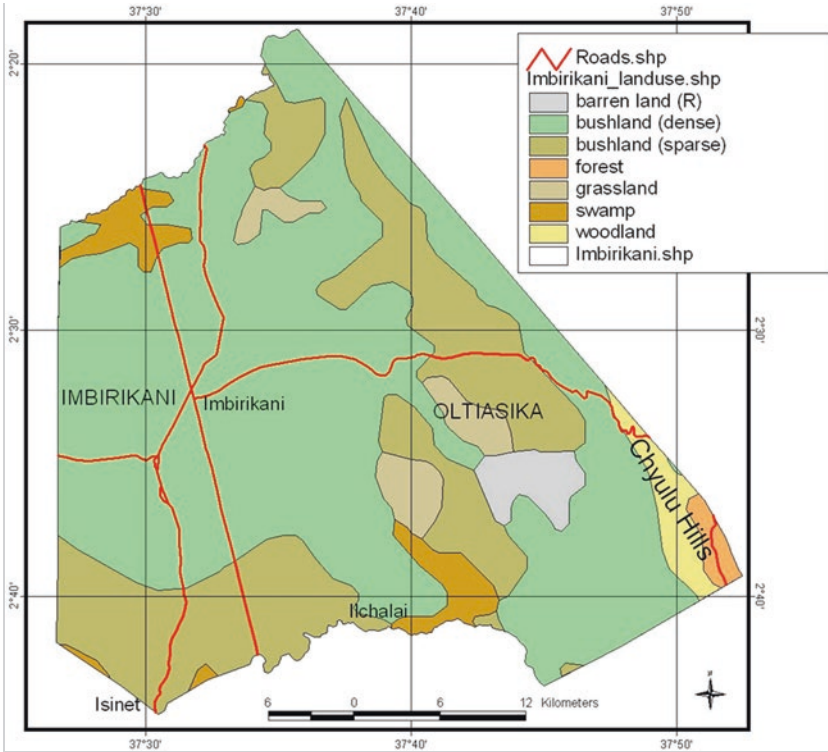 37°30' 37°40' 37°50'
2°20'
Roads.shp
Imbirikani_landuse.shp
barren land (R)
bushland (dense)
bushland (sparse)
forest
grassland
swamp
woodland
Imbirikani.shp
2°30' 2°30'
IMBIRIKANI
Imbirikani
OLTIASIKA
Chyulu Hills
2°40' 2°40'
Ilchalai
Isinet
6 0 6 12 Kilometers
N
37°30' 37°40' 37°50'